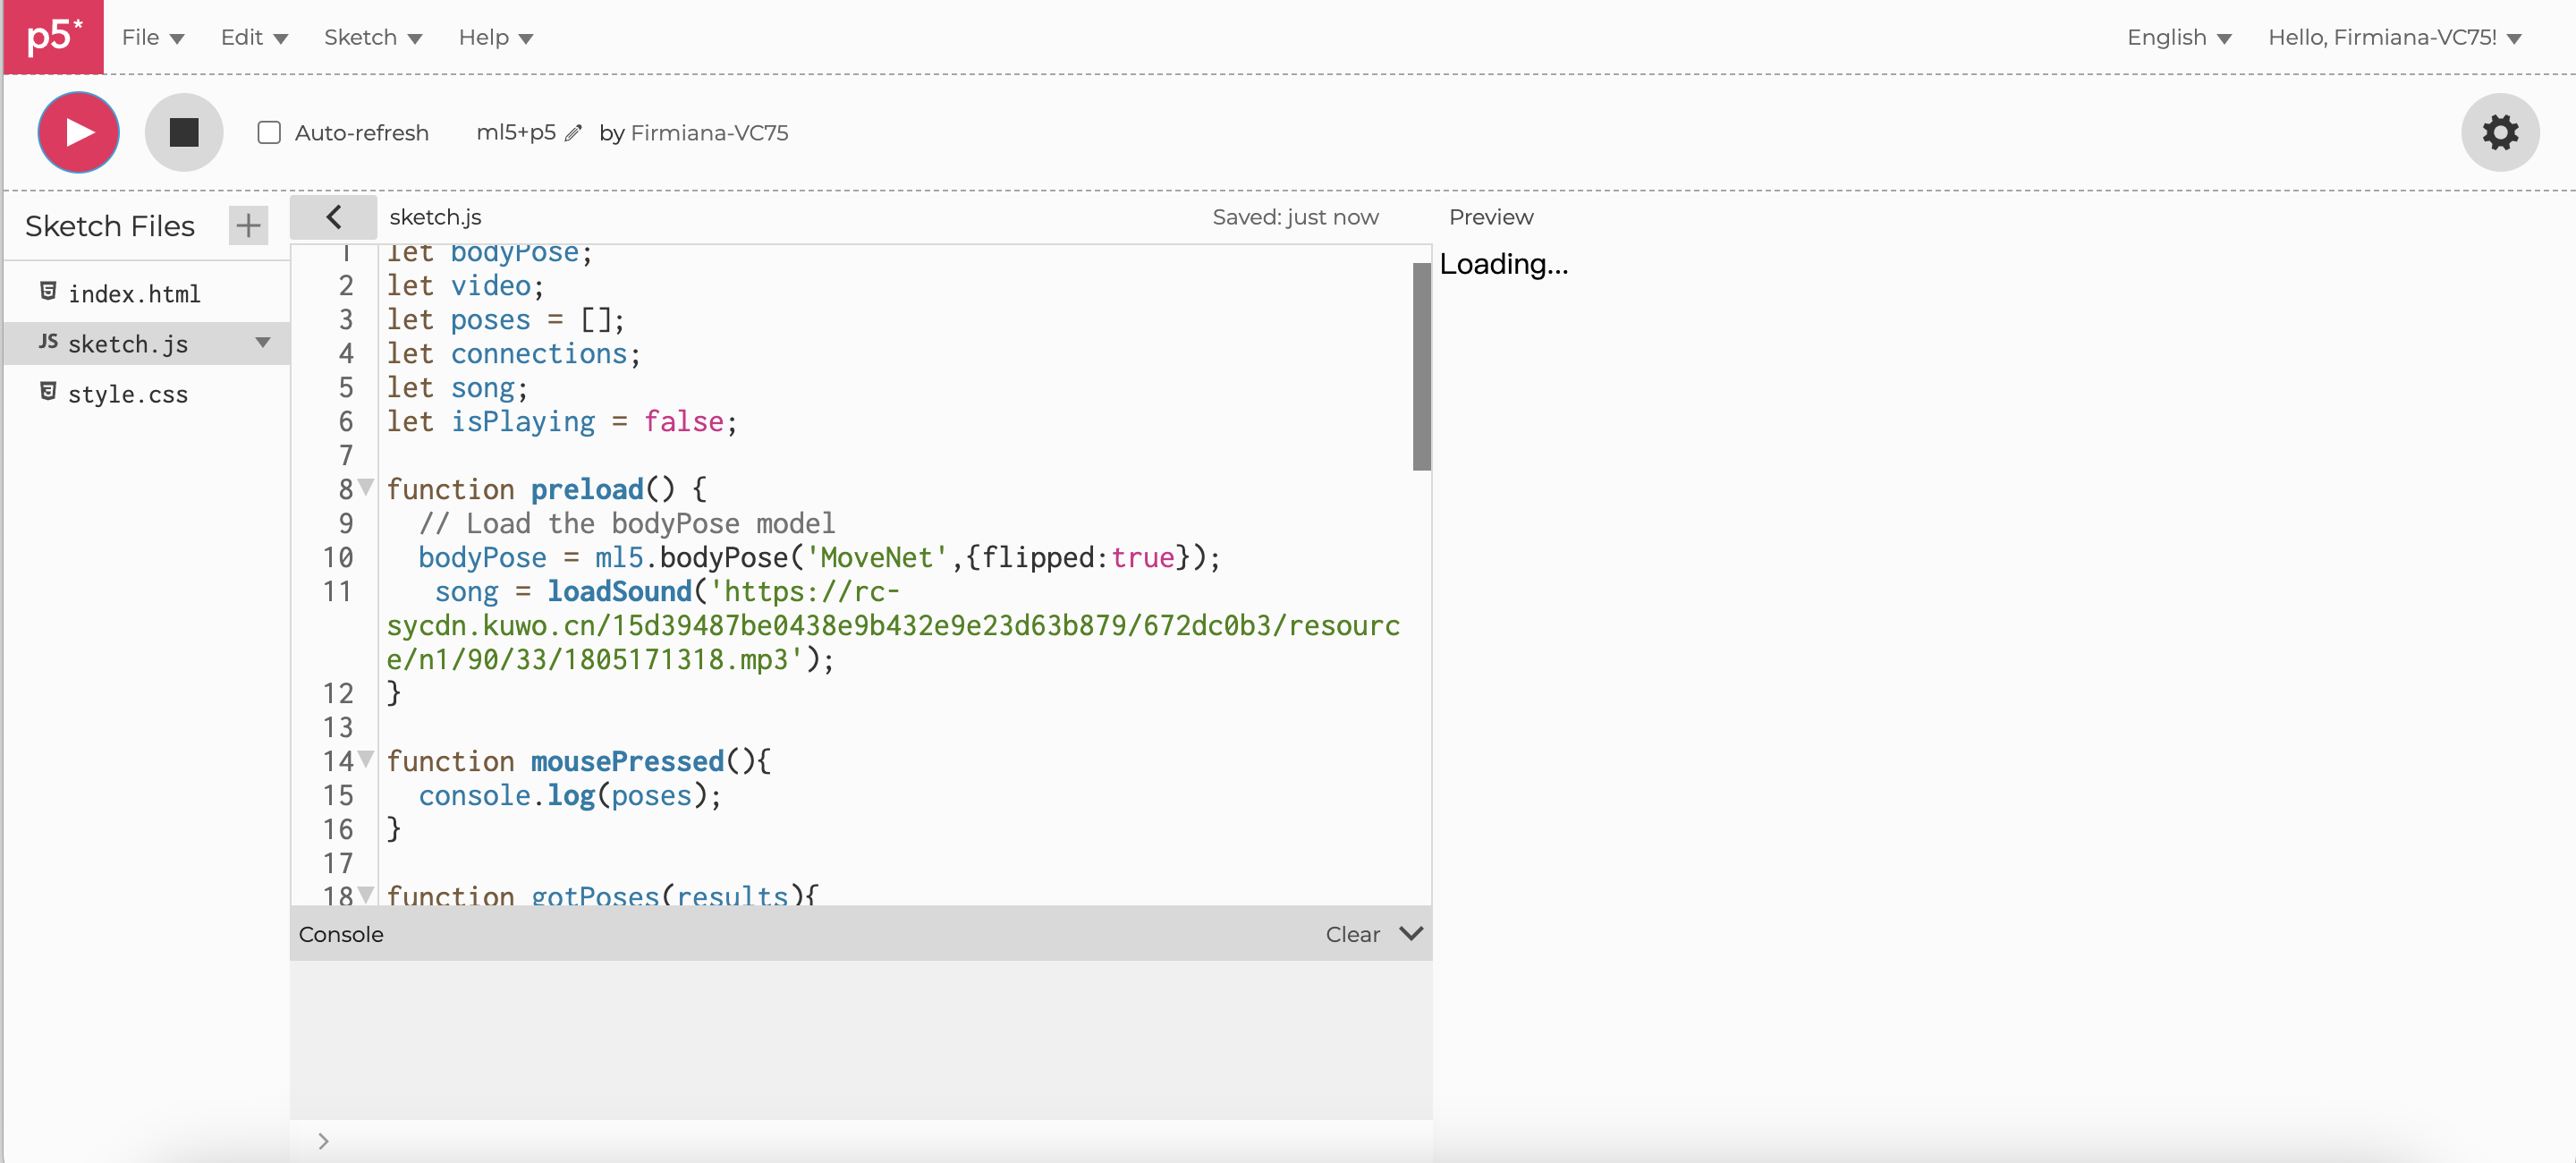 p5*
File
Edit
Sketch
Help
English
Hello, Firmiana-VC75!
Auto-refresh
ml5+p5
by Firmiana-VC75
Sketch Files
+
index.html
JS sketch.js
style.css
sketch.js
Saved: just now
1 let bodyPose;
2 let video;
3 let poses = [];
4 let connections;
5 let song;
6 let isPlaying = false;
7
8 function preload() {
9 // Load the bodyPose model
10 bodyPose = ml5.bodyPose('MoveNet',{flipped:true});
11 song = loadSound('https://rc-
sycdn.kuwo.cn/15d39487be0438e9b432e9e23d63b879/672dc0b3/resourc
e/n1/90/33/1805171318.mp3');
12 }
13
14 function mousePressed(){
15 console.log(poses);
16 }
17
18 function gotPoses(results){
Console
Clear
>
Preview
Loading...